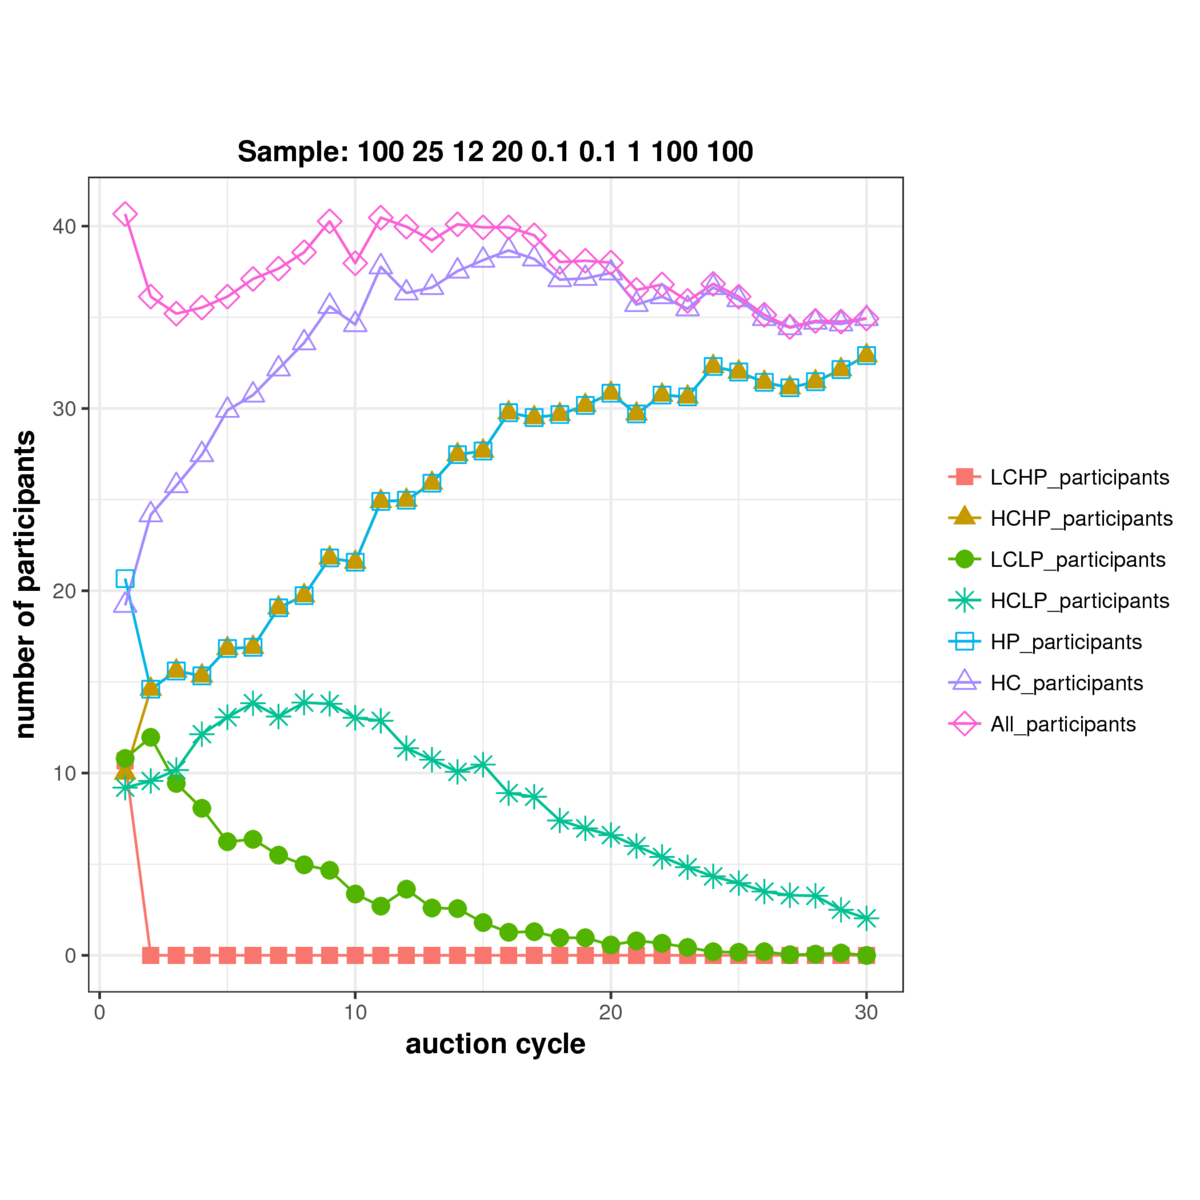 Sample: 100 25 12 20 0.1 0.1 1 100 100
number of participants
40
30
20
10
0
0 10 20 30
auction cycle
LCHP_participants
HCHP_participants
LCLP_participants
HCLP_participants
HP_participants
HC_participants
All_participants